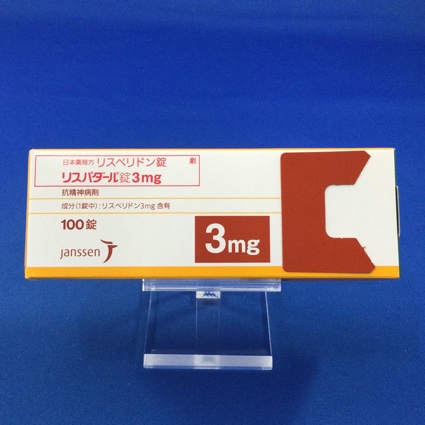 日本薬局方 リスペリドン錠 劇
リスパダール錠3mg
抗精神病剤
成分(1錠中):リスペリドン3mg含有
100錠
3mg
janssen